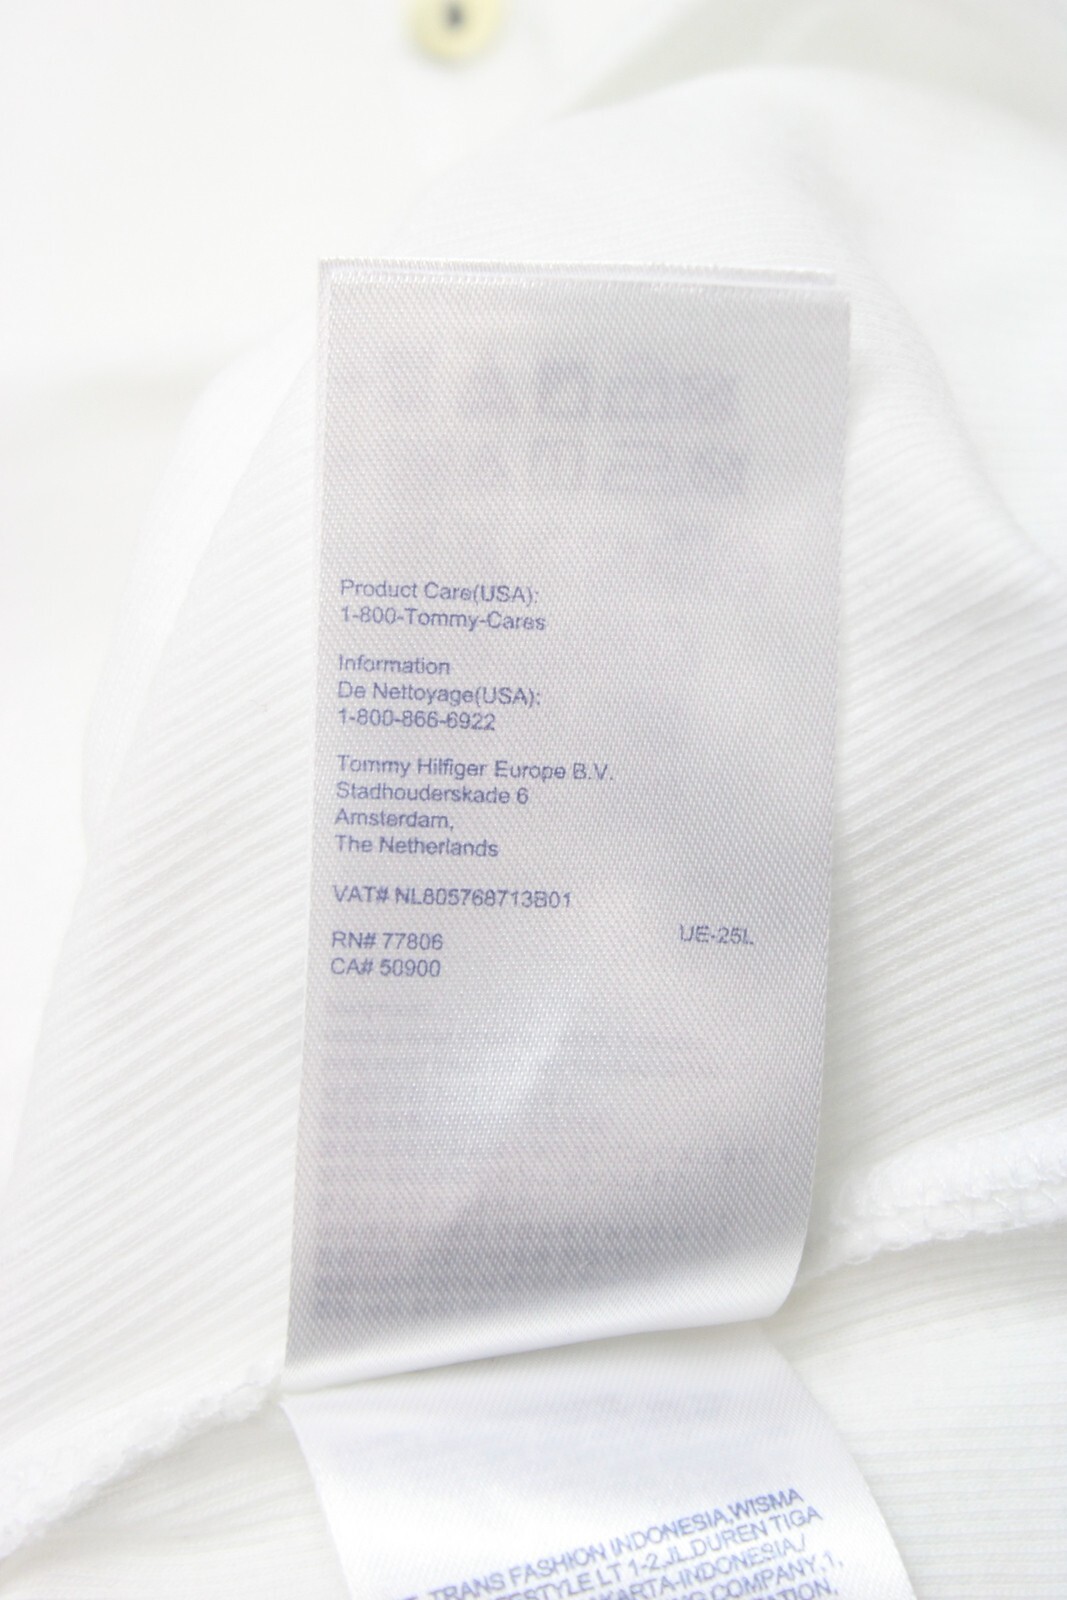 Product Care(USA):
1-800-Tommy-Cares
Information
De Nettoyage(USA):
1-800-866-6922
Tommy Hilfiger Europe B.V.
Stadhouderskade 6
Amsterdam,
The Netherlands
VAT# NL805768713B01
RN# 77806
UE-25L
CA# 50900
TRANS FASHION INDONESIA,WISMA
LT 1-2,JL.DUREN TIGA
COMPANY,1,